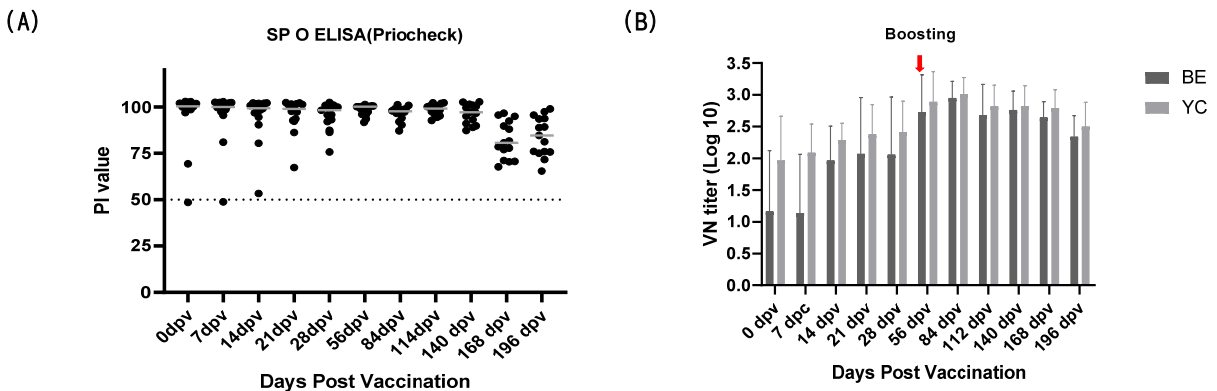 (A)
SP O ELISA(Priocheck)
PI value
100
75
50
25
0
0dpv
7dpv
14dpv
21dpv
28dpv
56dpv
84dpv
114dpv
140 dpv
168 dpv
196 dpv
Days Post Vaccination
(B)
Boosting
VN titer (Log 10)
3.5
3.0
2.5
2.0
1.5
1.0
0.5
0.0
0 dpv
7 dpc
14 dpv
21 dpv
28 dpv
56 dpv
84 dpv
112 dpv
140 dpv
168 dpv
196 dpv
Days Post Vaccination
BE
YC